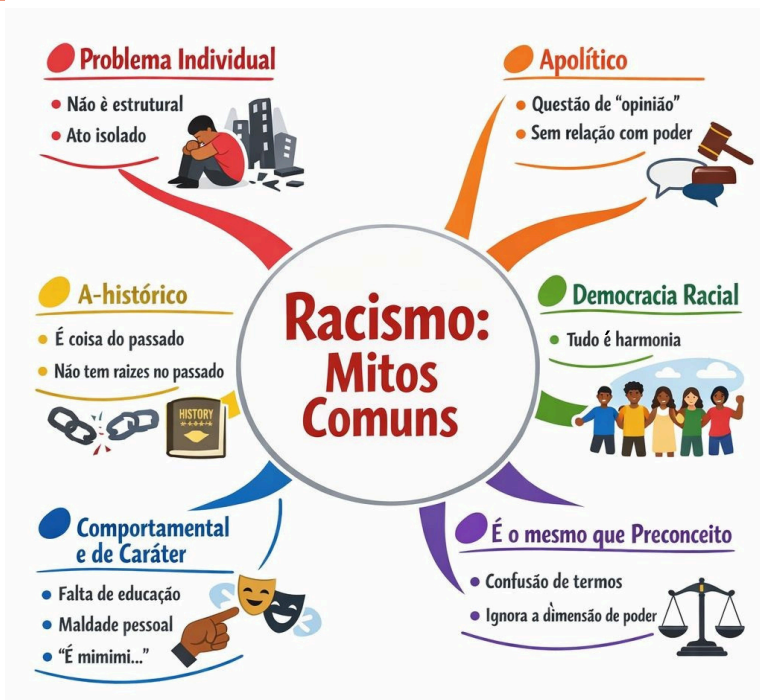 Problema Individual
Não è estrutural
Ato isolado
Apolítico
Questão de "opinião"
Sem relação com poder
A-histórico
É coisa do passado
Não tem raizes no passado
HISTORY
Racismo:
Mitos
Comuns
Democracia Racial
Tudo é harmonia
Comportamental
e de Caráter
Falta de educação
Maldade pessoal
"É mimimi..."
É o mesmo que Preconceito
Confusão de termos
Ignora a dimensão de poder